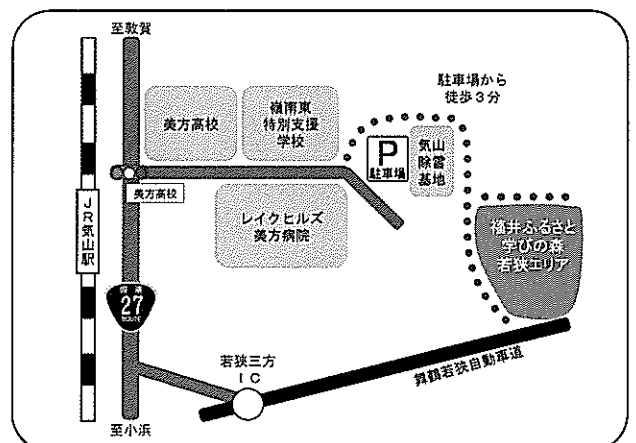 至敦賀
駐車場から
徒歩3分
美方高校
嶺南東
特別支援
学校
P
駐車場
気山
除雪
基地
美方高校
レイクヒルズ
美方病院
JR気山駅
福井ふるさと
学びの森
若狭エリア
国道
27
ROUTE
若狭三方
IC
舞鶴若狭自動車道
至小浜